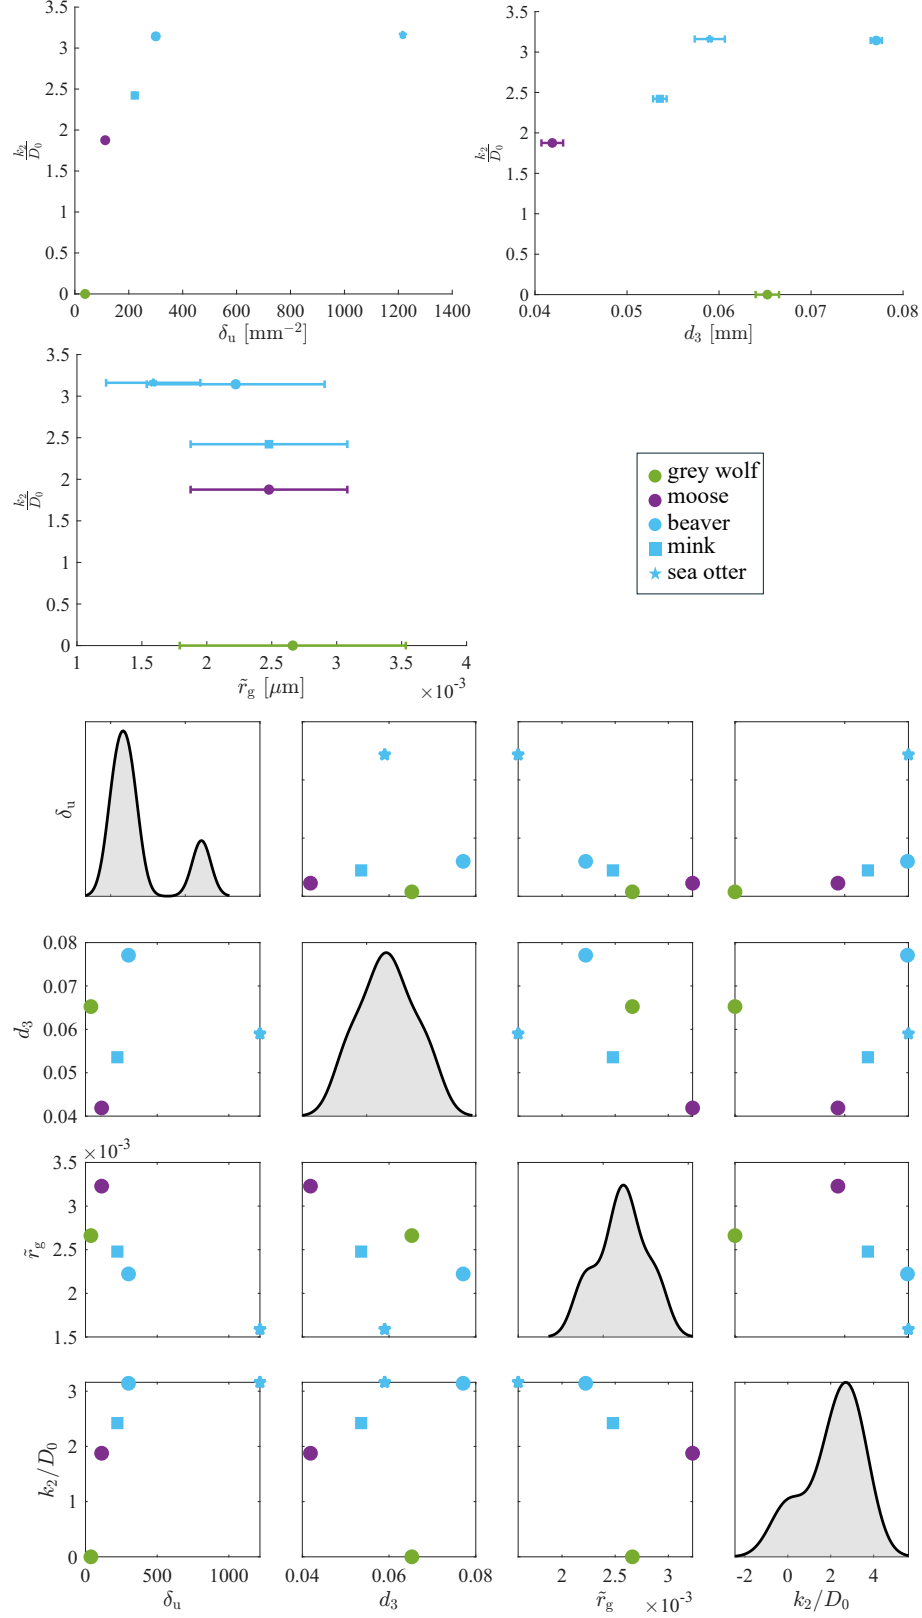 3.5
3
2.5
2
1.5
1
0.5
0
k₂/D₀
0 200 400 600 800 1000 1200 1400
δᵤ [mm⁻²]
3.5
3
2.5
2
1.5
1
0.5
0
k₂/D₀
0.04 0.05 0.06 0.07 0.08
d₃ [mm]
3.5
3
2.5
2
1.5
1
0.5
0
k₂/D₀
1 1.5 2 2.5 3 3.5 4
r̃_g [μm]
×10⁻³
grey wolf
moose
beaver
mink
sea otter
δᵤ
0.08
0.07
0.06
0.05
0.04
d₃
×10⁻³
3.5
3
2.5
2
1.5
r̃_g
3
2
1
0
k₂/D₀
0 500 1000
δᵤ
0.04 0.06 0.08
d₃
2 2.5 3
r̃_g
×10⁻³
-2 0 2 4
k₂/D₀